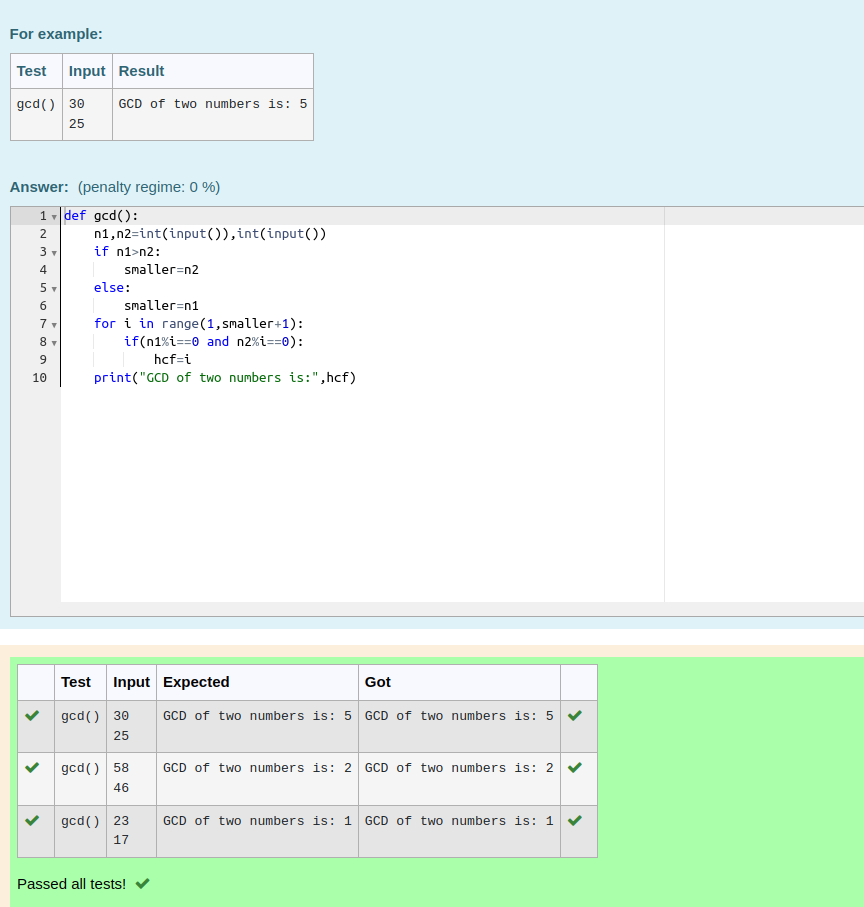 For example:
Test Input Result
gcd() 30 GCD of two numbers is: 5
25
Answer: (penalty regime: 0 %)
1 def gcd():
2 n1,n2=int(input()),int(input())
3 if n1>n2:
4 smaller=n2
5 else:
6 smaller=n1
7 for i in range(1,smaller+1):
8 if(n1%i==0 and n2%i==0):
9 hcf=i
10 print("GCD of two numbers is:",hcf)
Test Input Expected Got
gcd() 30 GCD of two numbers is: 5 GCD of two numbers is: 5
25
gcd() 58 GCD of two numbers is: 2 GCD of two numbers is: 2
46
gcd() 23 GCD of two numbers is: 1 GCD of two numbers is: 1
17
Passed all tests!